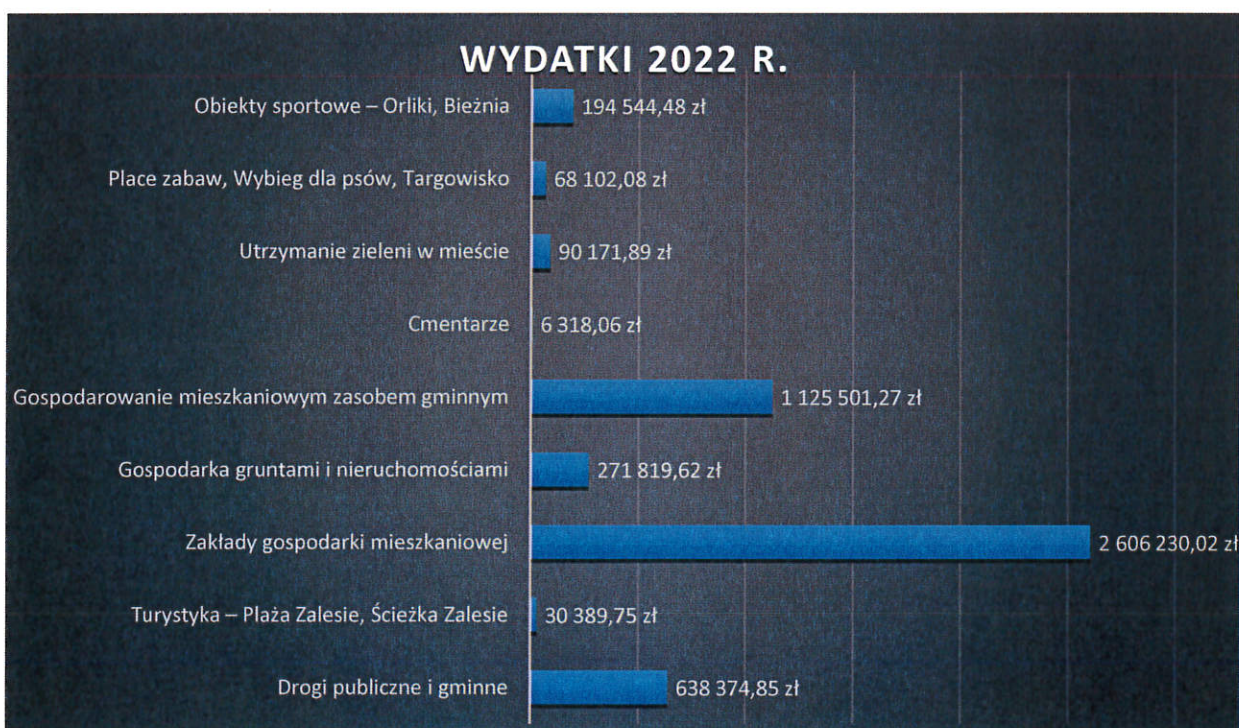 WYDATKI 2022 R.
Obiekty sportowe – Orliki, Bieżnia 194 544,48 zł
Place zabaw, Wybieg dla psów, Targowisko 68 102,08 zł
Utrzymanie zieleni w mieście 90 171,89 zł
Cmentarze 6 318,06 zł
Gospodarowanie mieszkaniowym zasobem gminnym 1 125 501,27 zł
Gospodarka gruntami i nieruchomościami 271 819,62 zł
Zakłady gospodarki mieszkaniowej 2 606 230,02 zł
Turystyka – Plaża Zalesie, Ścieżka Zalesie 30 389,75 zł
Drogi publiczne i gminne 638 374,85 zł